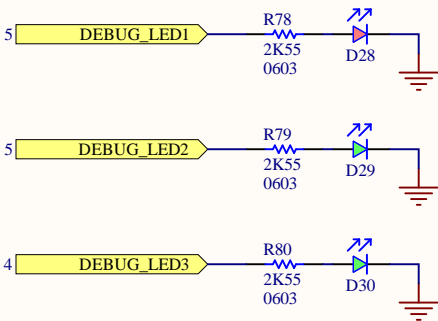 5 DEBUG_LED1 R78
2K55
0603
D28
5 DEBUG_LED2 R79
2K55
0603
D29
4 DEBUG_LED3 R80
2K55
0603
D30